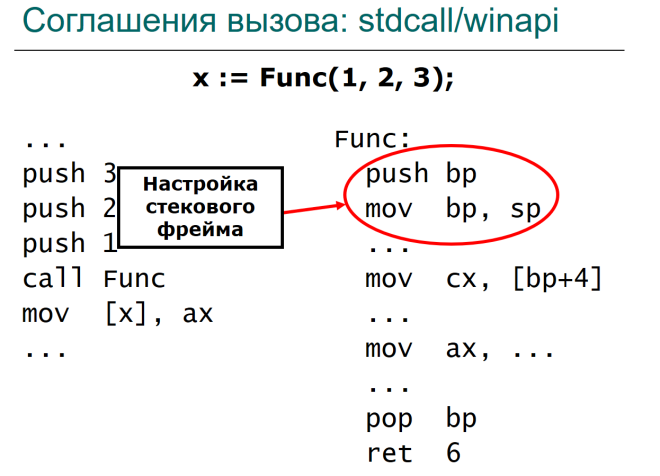 Соглашения вызова: stdcall/winapi
x := Func(1, 2, 3);
...
push 3
push 2
push 1
call Func
mov [x], ax
...
Настройка
стекового
фрейма
Func:
push bp
mov bp, sp
...
mov cx, [bp+4]
...
mov ax, ...
...
pop bp
ret 6